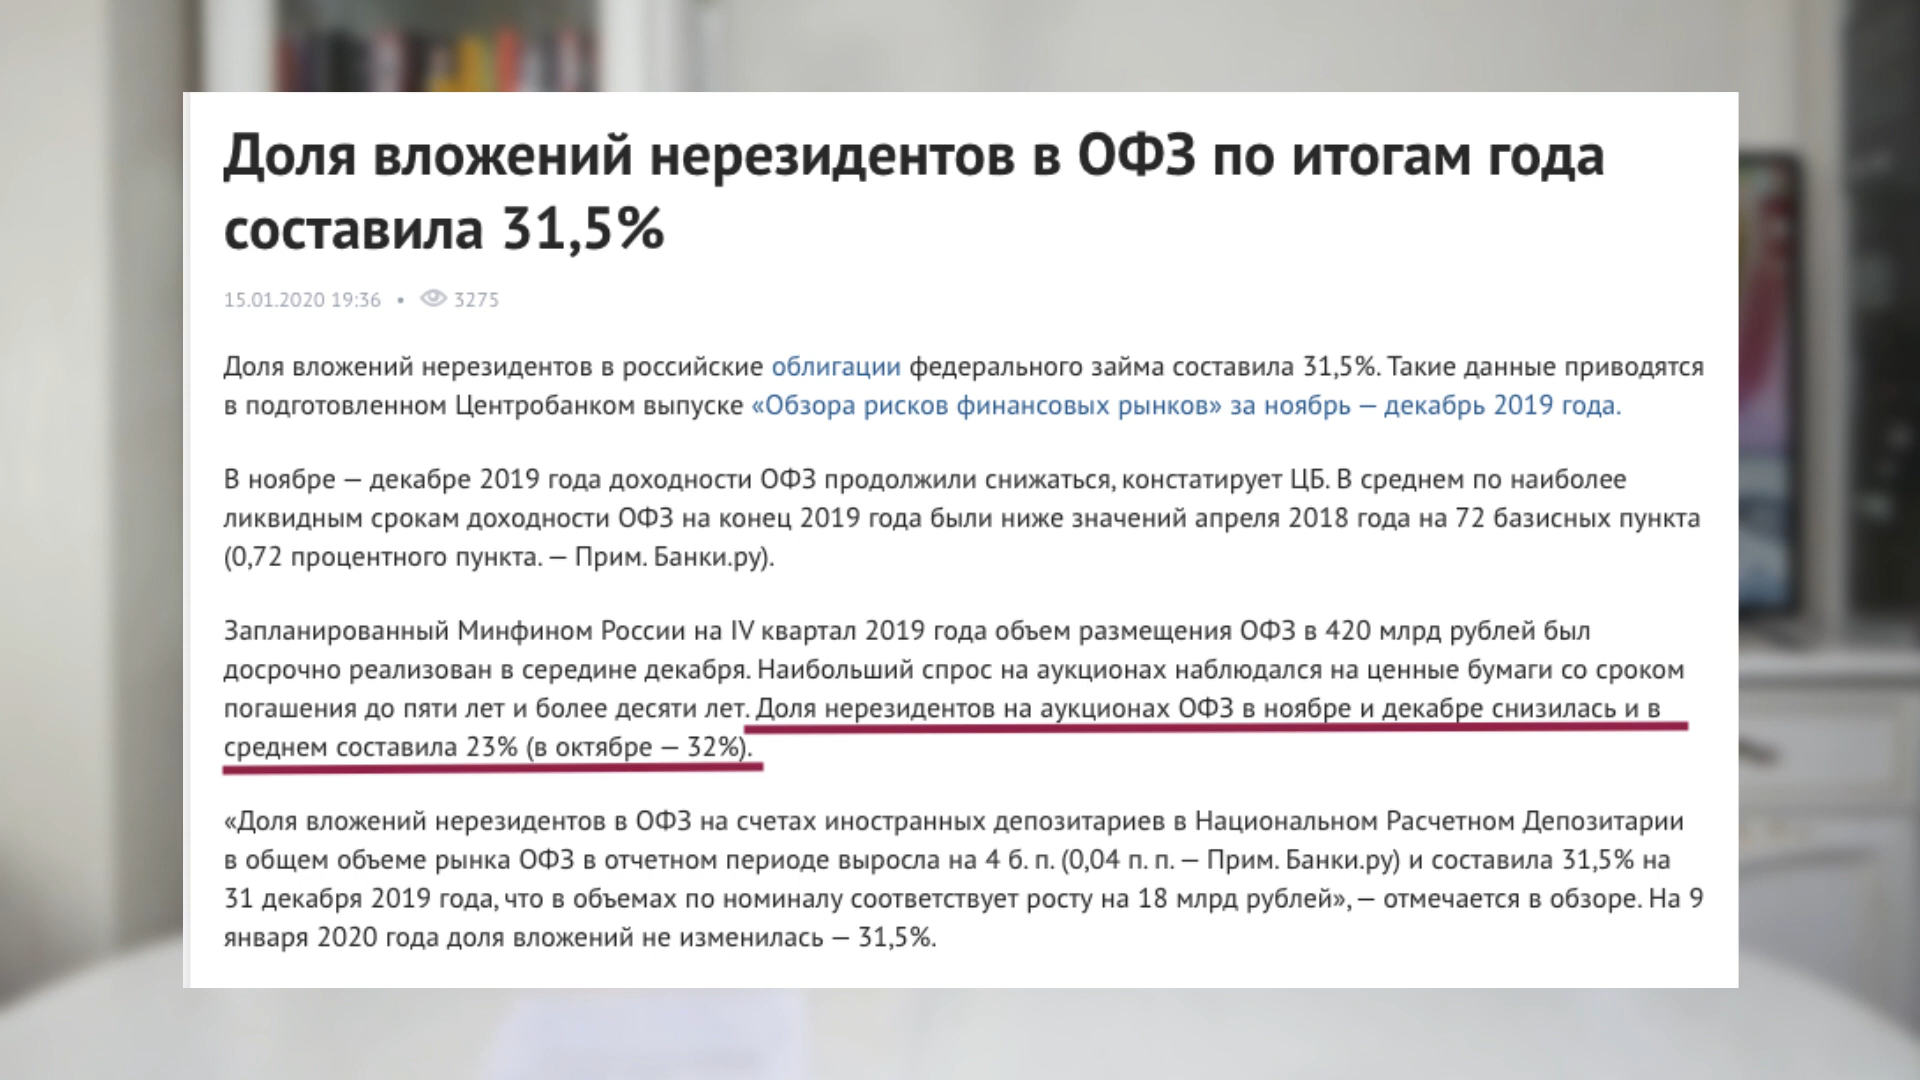 Доля вложений нерезидентов в ОФЗ по итогам года
составила 31,5%
15.01.2020 19:36 • 3275
Доля вложений нерезидентов в российские облигации федерального займа составила 31,5%. Такие данные приводятся
в подготовленном Центробанком выпуске «Обзора рисков финансовых рынков» за ноябрь — декабрь 2019 года.
В ноябре — декабре 2019 года доходности ОФЗ продолжили снижаться, констатирует ЦБ. В среднем по наиболее
ликвидным срокам доходности ОФЗ на конец 2019 года были ниже значений апреля 2018 года на 72 базисных пункта
(0,72 процентного пункта. — Прим. Банки.ру).
Запланированный Минфином России на IV квартал 2019 года объем размещения ОФЗ в 420 млрд рублей был
досрочно реализован в середине декабря. Наибольший спрос на аукционах наблюдался на ценные бумаги со сроком
погашения до пяти лет и более десяти лет. Доля нерезидентов на аукционах ОФЗ в ноябре и декабре снизилась и в
среднем составила 23% (в октябре — 32%).
«Доля вложений нерезидентов в ОФЗ на счетах иностранных депозитариев в Национальном Расчетном Депозитарии
в общем объеме рынка ОФЗ в отчетном периоде выросла на 4 б. п. (0,04 п. п. — Прим. Банки.ру) и составила 31,5% на
31 декабря 2019 года, что в объемах по номиналу соответствует росту на 18 млрд рублей», — отмечается в обзоре. На 9
января 2020 года доля вложений не изменилась — 31,5%.